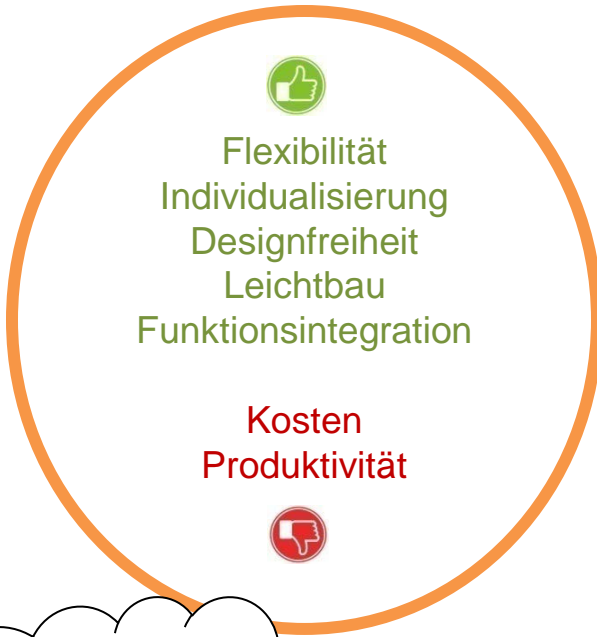 Flexibilität
Individualisierung
Designfreiheit
Leichtbau
Funktionsintegration
Kosten
Produktivität